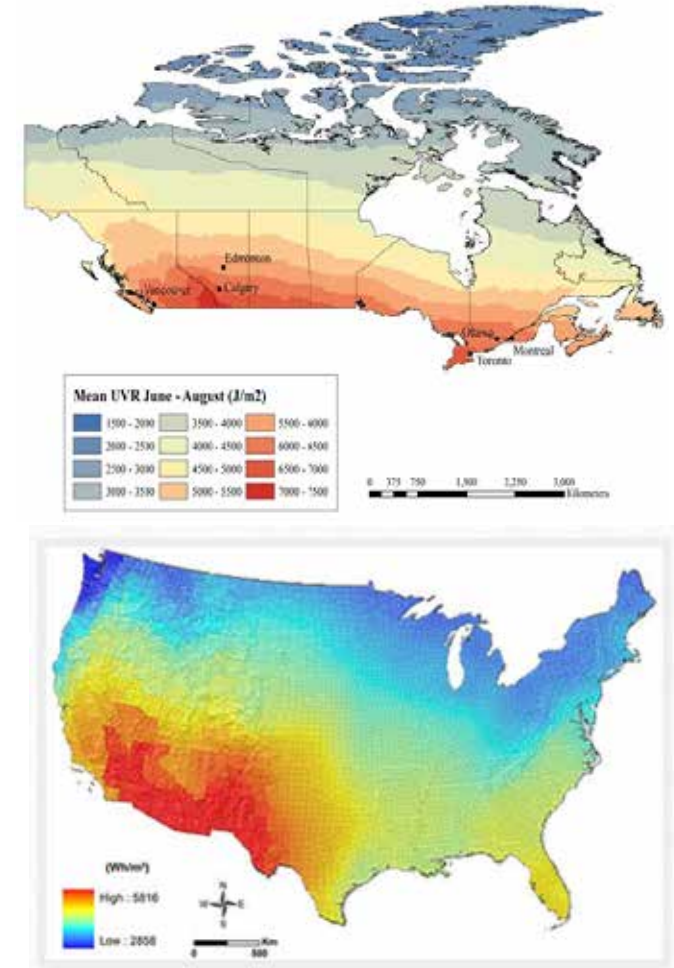 Edmonton
Vancouver
Calgary
Ottawa
Montreal
Toronto
Mean UVR June - August (J/m2)
1500 - 2000 3500 - 4000 5500 - 6000
2000 - 2500 4000 - 4500 6000 - 6500
2500 - 3000 4500 - 5000 6500 - 7000
3000 - 3500 5000 - 5500 7000 - 7500
0 375 750 1,500 2,250 3,000
Kilometers
(Wh/m²)
High : 5816
Low : 2858
N
W E
S
Km
0 500